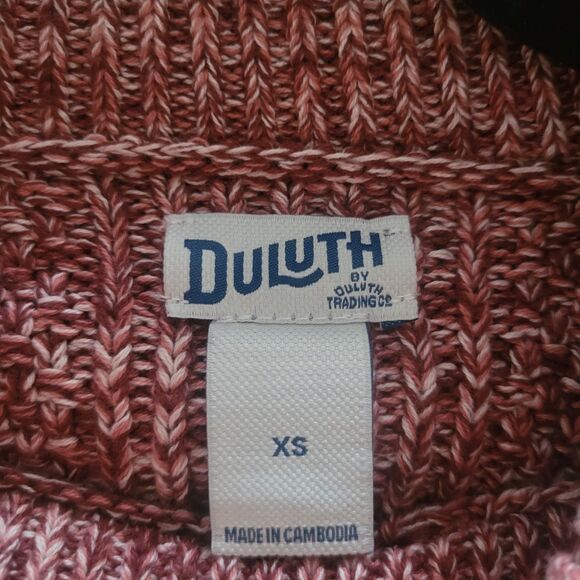 DULUTH
BY
DULUTH
TRADING CO
XS
MADE IN CAMBODIA